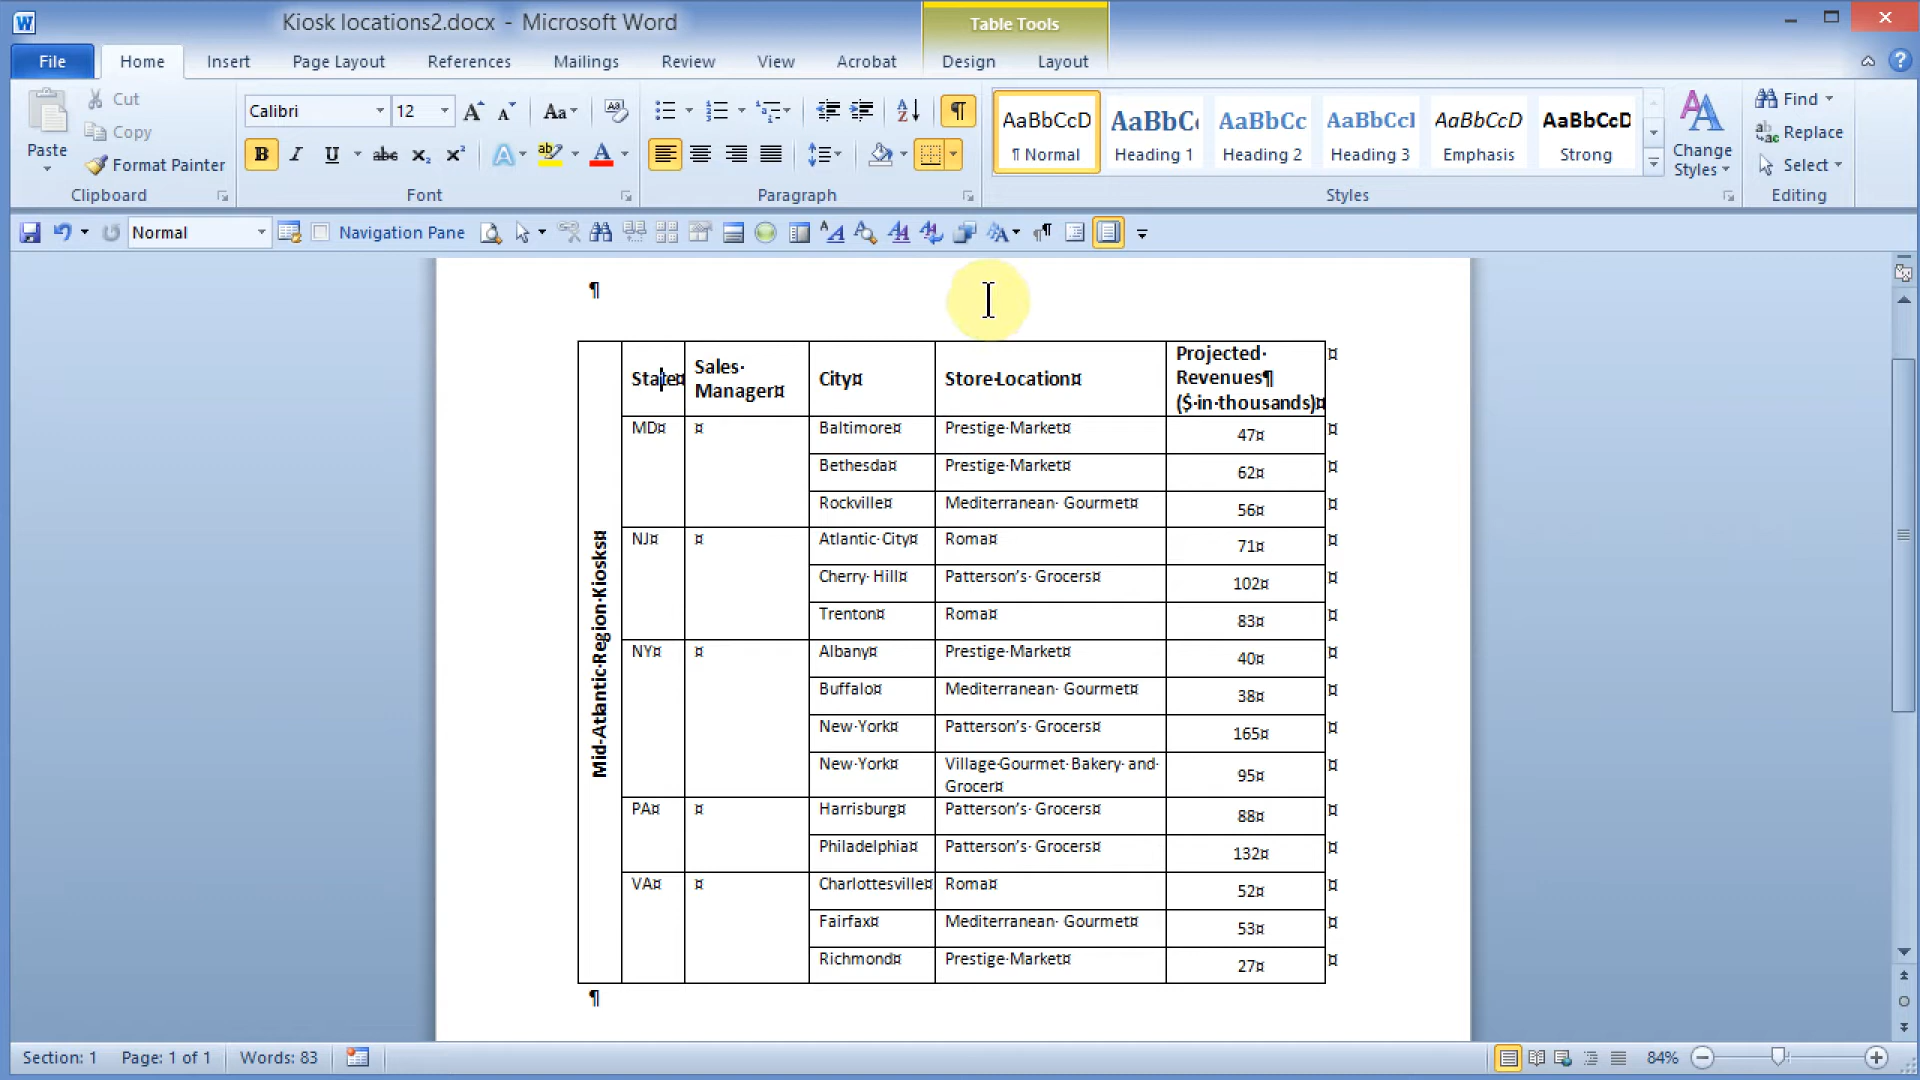 Kiosk locations2.docx - Microsoft Word
Table Tools
File Home Insert Page Layout References Mailings Review View Acrobat Design Layout
Paste
Cut
Copy
Format Painter
Clipboard
Calibri 12
Font
Paragraph
AaBbCcD
¶ Normal
AaBbCc
Heading 1
AaBbCc
Heading 2
AaBbCcI
Heading 3
AaBbCcD
Emphasis
AaBbCcD
Strong
Change
Styles
Styles
Find
Replace
Select
Editing
Normal Navigation Pane
¶
Mid-Atlantic·Region·Kiosks¤
State¤ Sales· Manager¤ City¤ Store·Location¤ Projected· Revenues¶ ($·in·thousands)¤ ¤
MD¤ ¤ Baltimore¤ Prestige·Market¤ 47¤ ¤
Bethesda¤ Prestige·Market¤ 62¤ ¤
Rockville¤ Mediterranean·Gourmet¤ 56¤ ¤
NJ¤ ¤ Atlantic·City¤ Roma¤ 71¤ ¤
Cherry·Hill¤ Patterson's·Grocers¤ 102¤ ¤
Trenton¤ Roma¤ 83¤ ¤
NY¤ ¤ Albany¤ Prestige·Market¤ 40¤ ¤
Buffalo¤ Mediterranean·Gourmet¤ 38¤ ¤
New·York¤ Patterson's·Grocers¤ 165¤ ¤
New·York¤ Village·Gourmet·Bakery·and· Grocer¤ 95¤ ¤
PA¤ ¤ Harrisburg¤ Patterson's·Grocers¤ 88¤ ¤
Philadelphia¤ Patterson's·Grocers¤ 132¤ ¤
VA¤ ¤ Charlottesville¤ Roma¤ 52¤ ¤
Fairfax¤ Mediterranean·Gourmet¤ 53¤ ¤
Richmond¤ Prestige·Market¤ 27¤ ¤
¶
Section: 1 Page: 1 of 1 Words: 83 84%